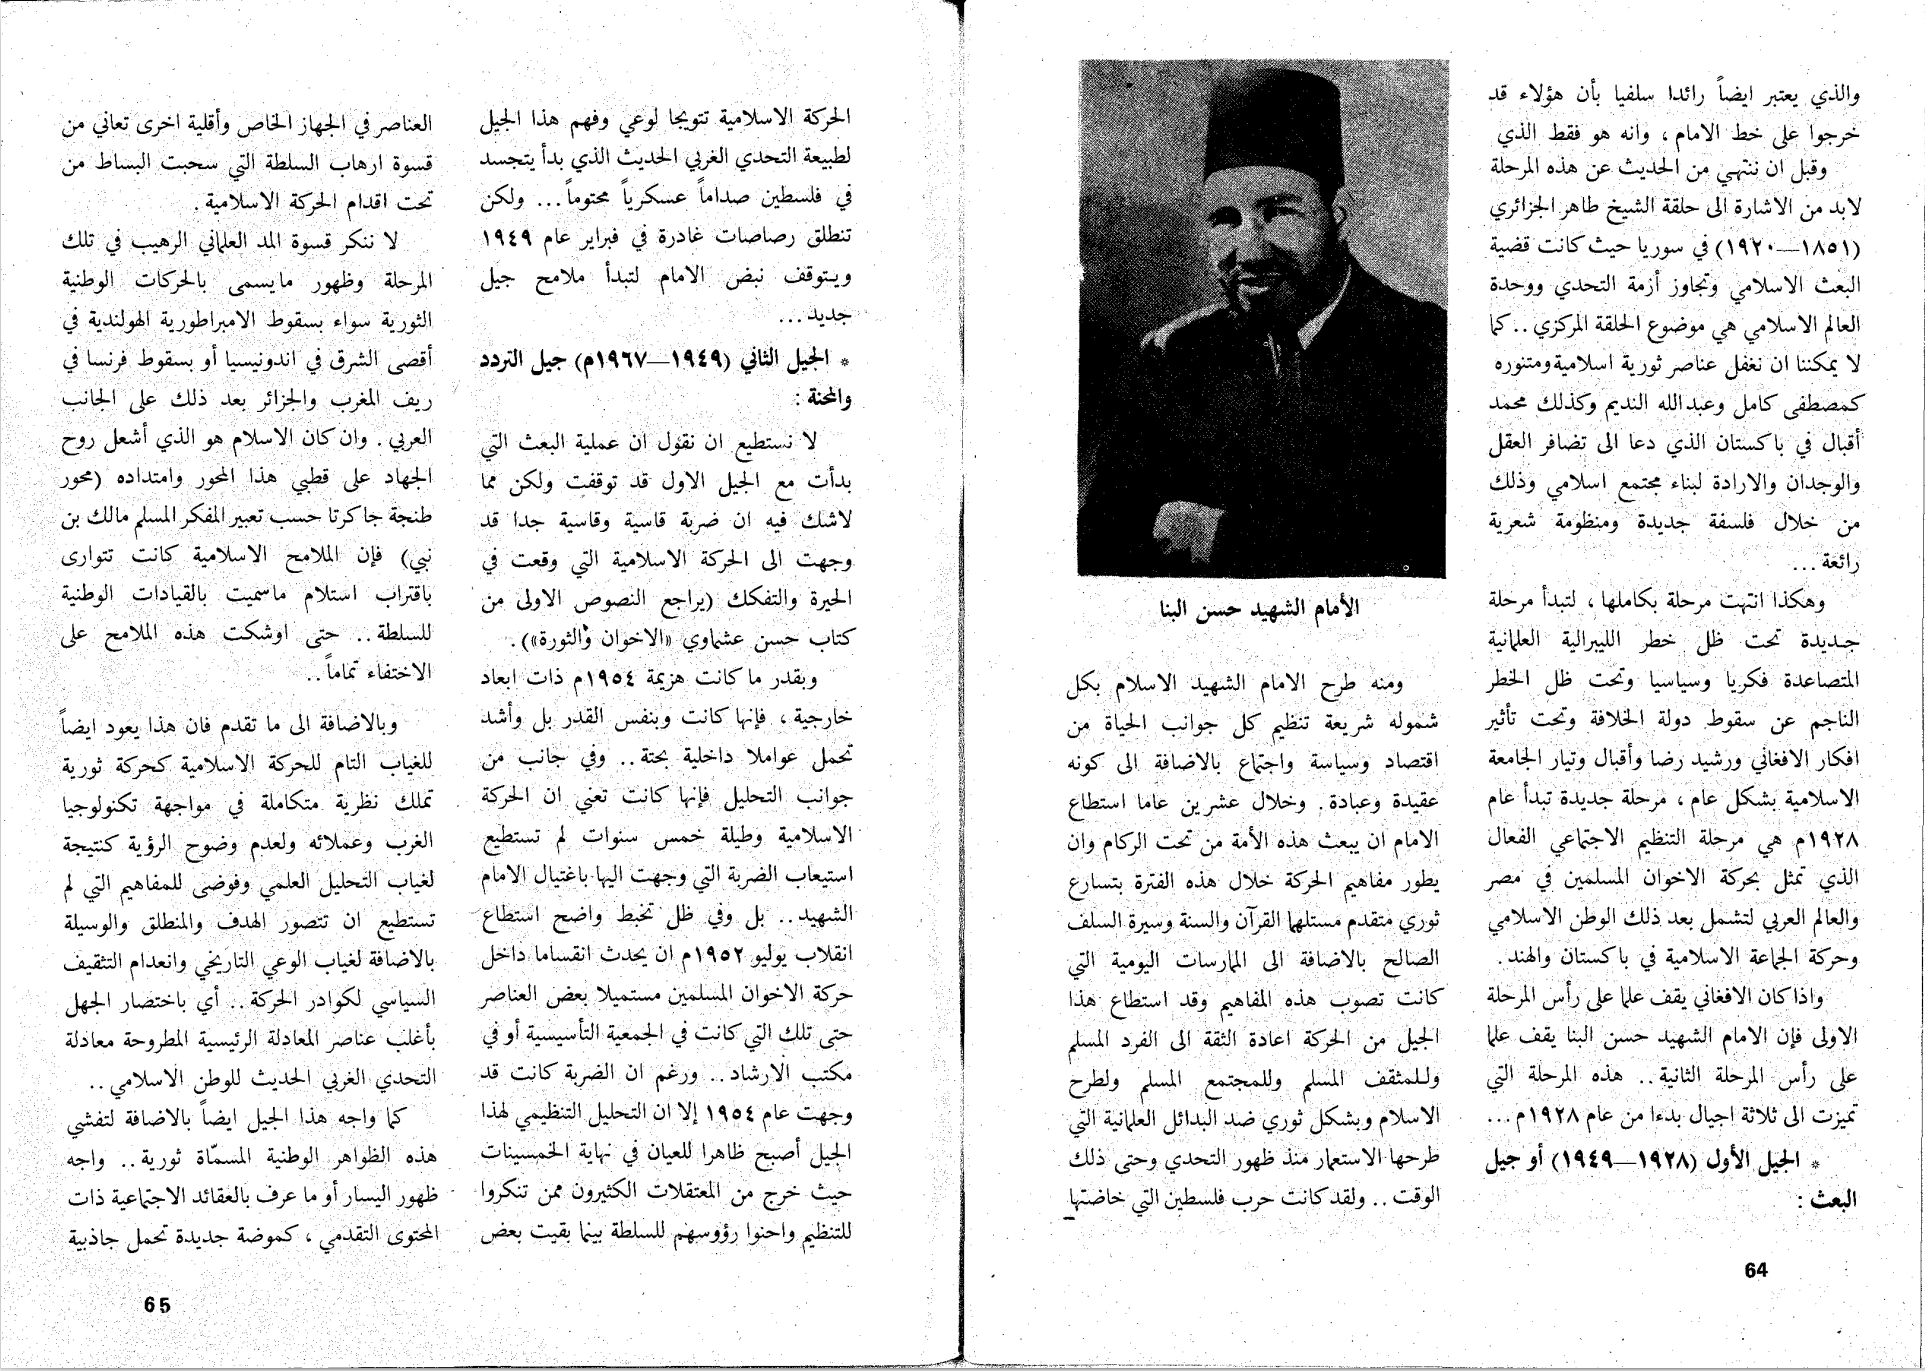 والذي يعتبر ايضاً رائدا سلفيا بأن هؤلاء قد
خرجوا على خط الامام ، وانه هو فقط الذي
وقبل ان ننتهي من الحديث عن هذه المرحلة
لابد من الاشارة الى حلقة الشيخ طاهر الجزائري
(١٨٥١—١٩٢٠) في سوريا حيث كانت قضية
البعث الاسلامي وتجاوز أزمة التحدي ووحدة
العالم الاسلامي هي موضوع الحلقة المركزي .. كما
لا يمكننا ان نغفل عناصر ثورية اسلامية ومتنوره
كمصطفى كامل وعبدالله النديم وكذلك محمد
أقبال في باكستان الذي دعا الى تضافر العقل
والوجدان والارادة لبناء مجتمع اسلامي وذلك
من خلال فلسفة جديدة ومنظومة شعرية
رائعة ...
وهكذا انتهت مرحلة بكاملها ، لتبدأ مرحلة
جديدة تحت ظل خطر الليبرالية العلمانية
المتصاعدة فكريا وسياسيا وتحت ظل الخطر
الناجم عن سقوط دولة الخلافة وتحت تأثير
افكار الافغاني ورشيد رضا وأقبال وتيار الجامعة
الاسلامية بشكل عام ، مرحلة جديدة تبدأ عام
١٩٢٨م هي مرحلة التنظيم الاجتماعي الفعال
الذي تمثل بحركة الاخوان المسلمين في مصر
والعالم العربي لتشمل بعد ذلك الوطن الاسلامي
وحركة الجماعة الاسلامية في باكستان والهند .
واذا كان الافغاني يقف علما على رأس المرحلة
الاولى فإن الامام الشهيد حسن البنا يقف علما
على رأس المرحلة الثانية .. هذه المرحلة التي
تميزت الى ثلاثة اجيال بدءا من عام ١٩٢٨م ...
* الجيل الأول (١٩٢٨—١٩٤٩) أو جيل
البعث :
الأمام الشهيد حسن البنا
ومنه طرح الامام الشهيد الاسلام بكل
شموله شريعة تنظيم كل جوانب الحياة من
اقتصاد وسياسة واجتماع بالاضافة الى كونه
عقيدة وعبادة . وخلال عشرين عاما استطاع
الامام ان يبعث هذه الأمة من تحت الركام وان
يطور مفاهيم الحركة خلال هذه الفترة بتسارع
ثوري متقدم مستلهما القرآن والسنة وسيرة السلف
الصالح بالاضافة الى الممارسات اليومية التي
كانت تصوب هذه المفاهيم وقد استطاع هذا
الجيل من الحركة اعادة الثقة الى الفرد المسلم
وللمثقف المسلم وللمجتمع المسلم ولطرح
الاسلام وبشكل ثوري ضد البدائل العلمانية التي
طرحها الاستعمار منذ ظهور التحدي وحتى ذلك
الوقت .. ولقد كانت حرب فلسطين التي خاضتها
64
الحركة الاسلامية تتويجا لوعي وفهم هذا الجيل
لطبيعة التحدي الغربي الحديث الذي بدأ يتجسد
في فلسطين صداماً عسكرياً محتوماً ... ولكن
تنطلق رصاصات غادرة في فبراير عام ١٩٤٩
ويتوقف نبض الامام لتبدأ ملامح جيل
جديد ...
* الجيل الثاني (١٩٤٩—١٩٦٧م) جيل التردد
والمحنة :
لا نستطيع ان نقول ان عملية البعث التي
بدأت مع الجيل الاول قد توقفت ولكن مما
لاشك فيه ان ضربة قاسية وقاسية جدا قد
وجهت الى الحركة الاسلامية التي وقعت في
الحيرة والتفكك (يراجع النصوص الاولى من
كتاب حسن عشماوي «الاخوان والثورة») .
وبقدر ما كانت هزيمة ١٩٥٤م ذات ابعاد
خارجية ، فإنها كانت وبنفس القدر بل وأشد
تحمل عواملا داخلية بحتة .. وفي جانب من
جوانب التحليل فإنها كانت تعني ان الحركة
الاسلامية وطيلة خمس سنوات لم تستطيع
استيعاب الضربة التي وجهت اليها باغتيال الامام
الشهيد .. بل وفي ظل تخبط واضح استطاع
انقلاب يوليو ١٩٥٢م ان يحدث انقساما داخل
حركة الاخوان المسلمين مستميلا بعض العناصر
حتى تلك التي كانت في الجمعية التأسيسية أو في
مكتب الارشاد .. ورغم ان الضربة كانت قد
وجهت عام ١٩٥٤ إلا ان التحليل التنظيمي لهذا
الجيل أصبح ظاهرا للعيان في نهاية الخمسينات
حيث خرج من المعتقلات الكثيرون ممن تنكروا
للتنظيم واحنوا رؤوسهم للسلطة بينما بقيت بعض
العناصر في الجهاز الخاص وأقلية اخرى تعاني من
قسوة ارهاب السلطة التي سحبت البساط من
تحت اقدام الحركة الاسلامية .
لا ننكر قسوة المد العلماني الرهيب في تلك
المرحلة وظهور مايسمى بالحركات الوطنية
الثورية سواء بسقوط الامبراطورية الهولندية في
أقصى الشرق في اندونيسيا أو بسقوط فرنسا في
ريف المغرب والجزائر بعد ذلك على الجانب
العربي . وان كان الاسلام هو الذي أشعل روح
الجهاد على قطبي هذا المحور وامتداده (محور
طنجة جاكرتا حسب تعبير المفكر المسلم مالك بن
نبي) فإن الملامح الاسلامية كانت تتوارى
باقتراب استلام ماسميت بالقيادات الوطنية
للسلطة .. حتى اوشكت هذه الملامح على
الاختفاء تماماً ..
وبالاضافة الى ما تقدم فان هذا يعود ايضاً
للغياب التام للحركة الاسلامية كحركة ثورية
تملك نظرية متكاملة في مواجهة تكنولوجيا
الغرب وعملائه ولعدم وضوح الرؤية كنتيجة
لغياب التحليل العلمي وفوضى للمفاهيم التي لم
تستطيع ان تتصور الهدف والمنطلق والوسيلة
بالاضافة لغياب الوعي التاريخي وانعدام التثقيف
السياسي لكوادر الحركة .. أي باختصار الجهل
بأغلب عناصر المعادلة الرئيسية المطروحة معادلة
التحدي الغربي الحديث للوطن الاسلامي ..
كما واجه هذا الجيل ايضاً بالاضافة لتفشي
هذه الظواهر الوطنية المسمّاة ثورية .. واجه
ظهور اليسار أو ما عرف بالعقائد الاجتماعية ذات
المحتوى التقدمي ، كموضة جديدة تحمل جاذبية
65